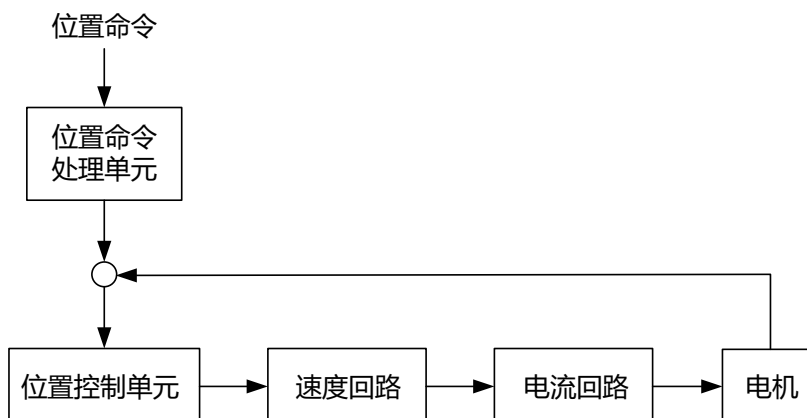 位置命令
位置命令
处理单元
位置控制单元
速度回路
电流回路
电机